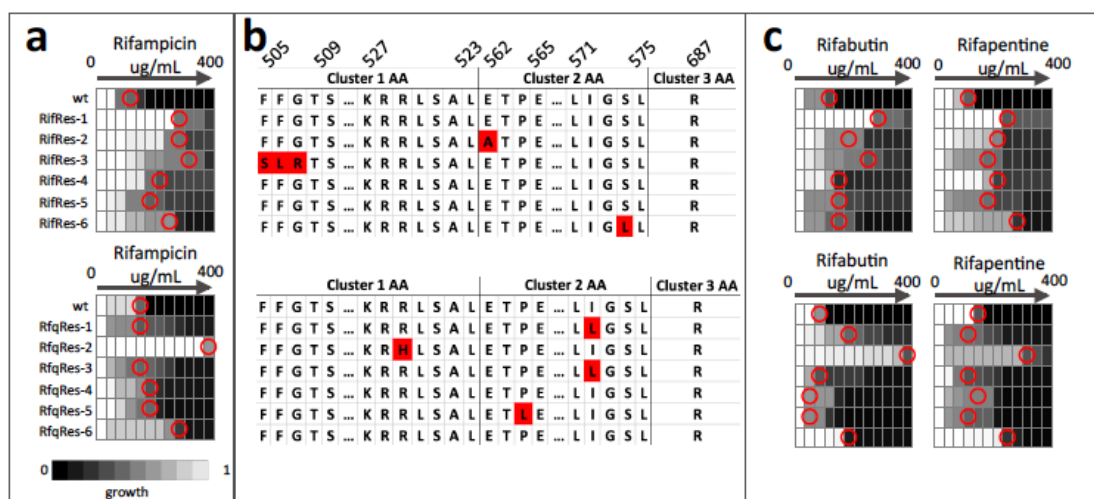 a
0 Rifampicin 400
ug/mL
wt
RifRes-1
RifRes-2
RifRes-3
RifRes-4
RifRes-5
RifRes-6
0 Rifampicin 400
ug/mL
wt
RfqRes-1
RfqRes-2
RfqRes-3
RfqRes-4
RfqRes-5
RfqRes-6
0 1
growth
b
505 509 527 523 562 565 571 575 687
Cluster 1 AA Cluster 2 AA Cluster 3 AA
F F G T S ... K R R L S A L E T P E ... L I G S L R
F F G T S ... K R R L S A L E T P E ... L I G S L R
F F G T S ... K R R L S A L A T P E ... L I G S L R
S L R T S ... K R R L S A L E T P E ... L I G S L R
F F G T S ... K R R L S A L E T P E ... L I G S L R
F F G T S ... K R R L S A L E T P E ... L I G S L R
F F G T S ... K R R L S A L E T P E ... L I G L L R
Cluster 1 AA Cluster 2 AA Cluster 3 AA
F F G T S ... K R R L S A L E T P E ... L I G S L R
F F G T S ... K R R L S A L E T P E ... L L G S L R
F F G T S ... K R H L S A L E T P E ... L I G S L R
F F G T S ... K R R L S A L E T P E ... L L G S L R
F F G T S ... K R R L S A L E T P E ... L I G S L R
F F G T S ... K R R L S A L E T L E ... L I G S L R
F F G T S ... K R R L S A L E T P E ... L I G S L R
c
Rifabutin Rifapentine
0 ug/mL 400 0 ug/mL 400
Rifabutin Rifapentine
0 ug/mL 400 0 ug/mL 400